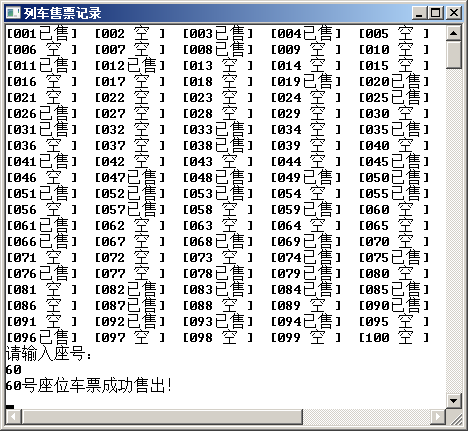 列车售票记录
[001已售] [002 空 ] [003已售] [004已售] [005 空 ]
[006 空 ] [007 空 ] [008已售] [009 空 ] [010 空 ]
[011已售] [012已售] [013 空 ] [014 空 ] [015 空 ]
[016 空 ] [017 空 ] [018 空 ] [019已售] [020已售]
[021 空 ] [022 空 ] [023 空 ] [024 空 ] [025已售]
[026已售] [027 空 ] [028 空 ] [029 空 ] [030 空 ]
[031已售] [032 空 ] [033已售] [034 空 ] [035已售]
[036 空 ] [037 空 ] [038已售] [039 空 ] [040 空 ]
[041已售] [042 空 ] [043 空 ] [044 空 ] [045已售]
[046 空 ] [047已售] [048已售] [049已售] [050已售]
[051已售] [052已售] [053已售] [054 空 ] [055已售]
[056 空 ] [057已售] [058 空 ] [059已售] [060 空 ]
[061已售] [062 空 ] [063 空 ] [064 空 ] [065 空 ]
[066已售] [067 空 ] [068已售] [069已售] [070 空 ]
[071 空 ] [072 空 ] [073 空 ] [074已售] [075已售]
[076已售] [077 空 ] [078已售] [079已售] [080 空 ]
[081 空 ] [082已售] [083已售] [084已售] [085已售]
[086 空 ] [087已售] [088 空 ] [089 空 ] [090已售]
[091 空 ] [092已售] [093已售] [094已售] [095 空 ]
[096已售] [097 空 ] [098 空 ] [099 空 ] [100 空 ]
请输入座号:
60
60号座位车票成功售出!